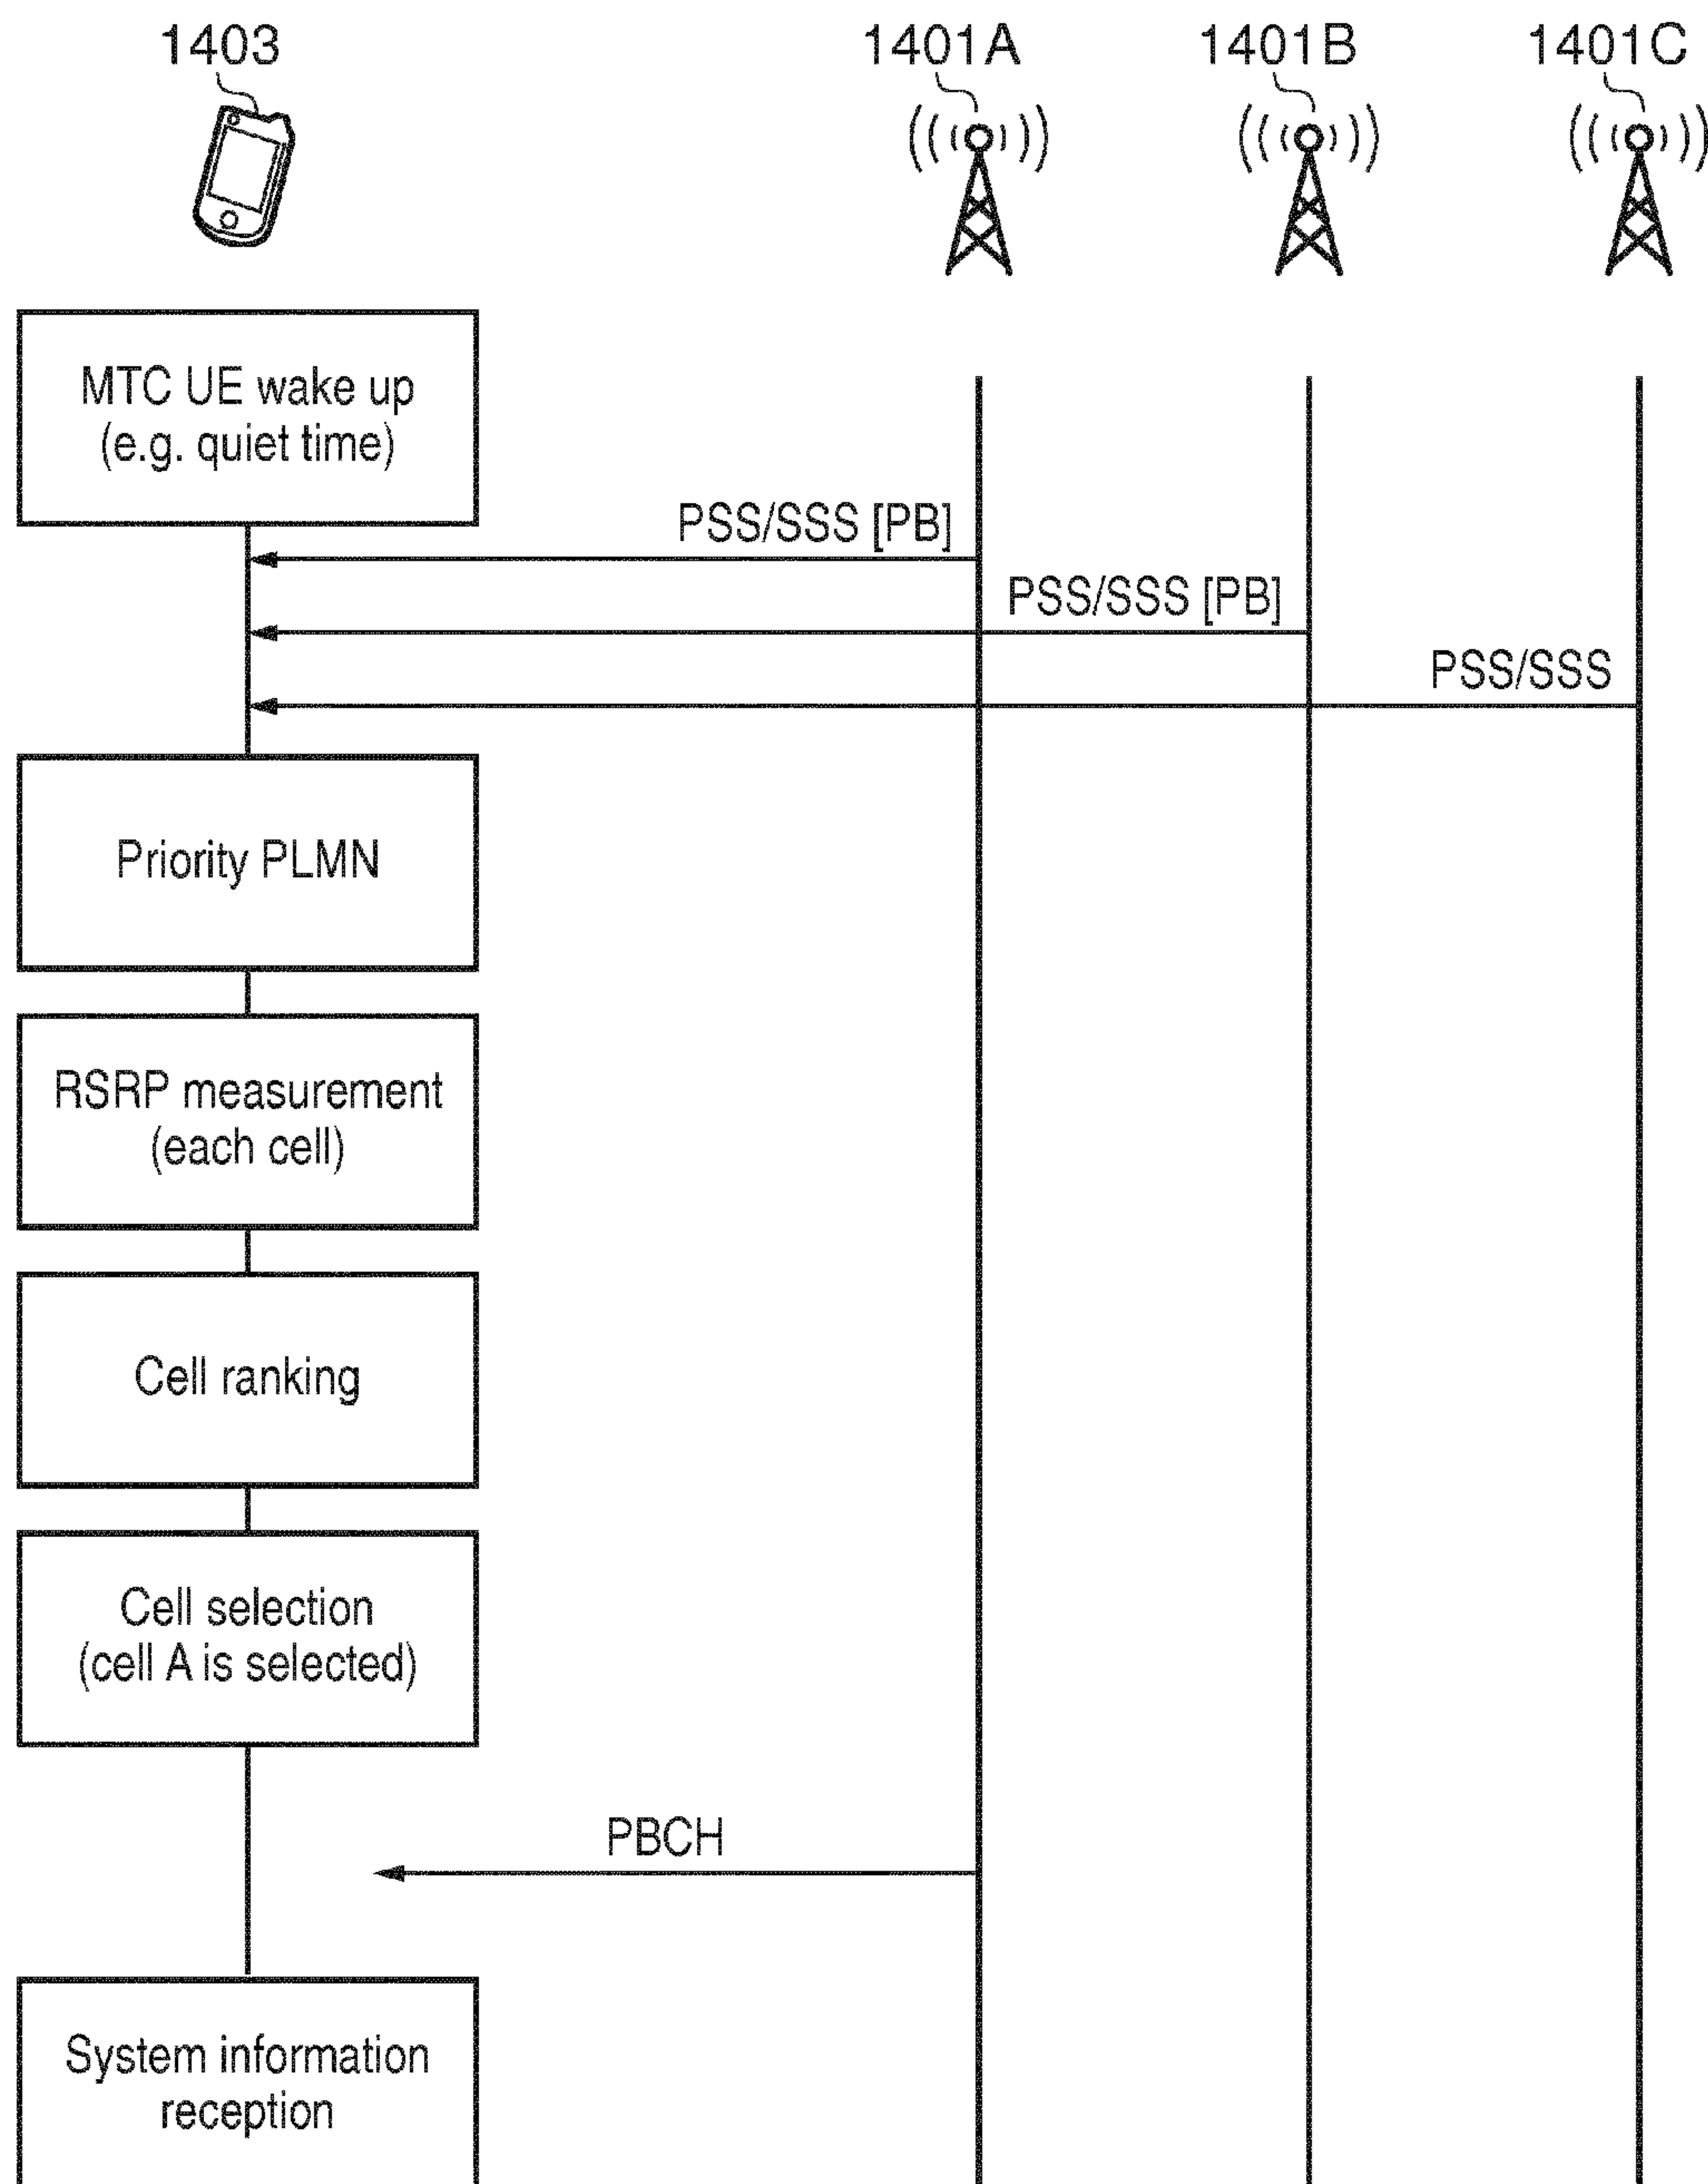 1403
1401A
1401B
1401C
MTC UE wake up
(e.g. quiet time)
PSS/SSS [PB]
PSS/SSS [PB]
PSS/SSS
Priority PLMN
RSRP measurement
(each cell)
Cell ranking
Cell selection
(cell A is selected)
PBCH
System information
reception